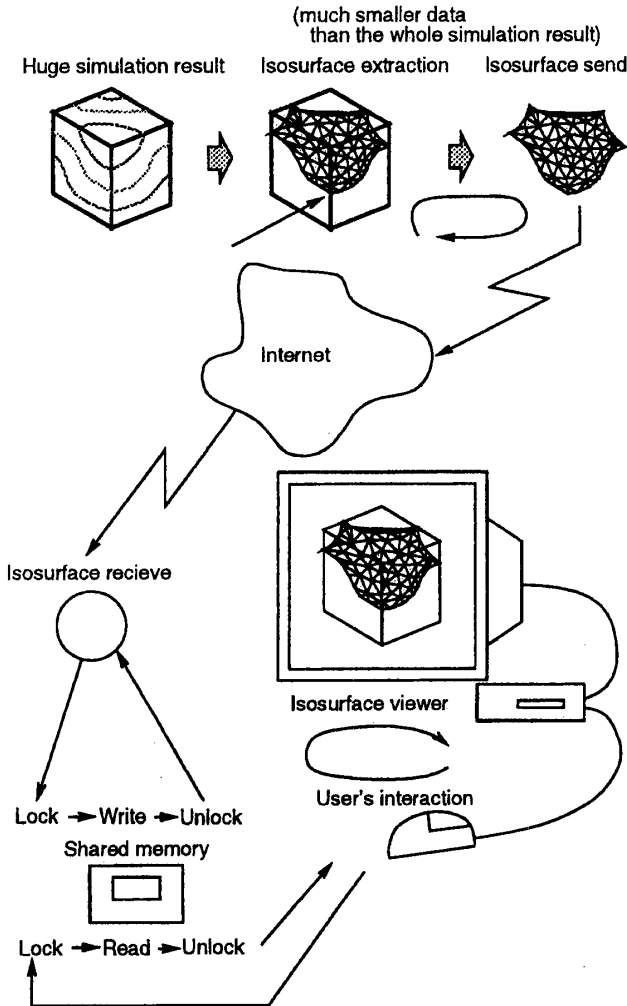 (much smaller data
than the whole simulation result)
Huge simulation result
Isosurface extraction
Isosurface send
Internet
Isosurface recieve
Isosurface viewer
User's interaction
Lock Write Unlock
Shared memory
Lock Read Unlock